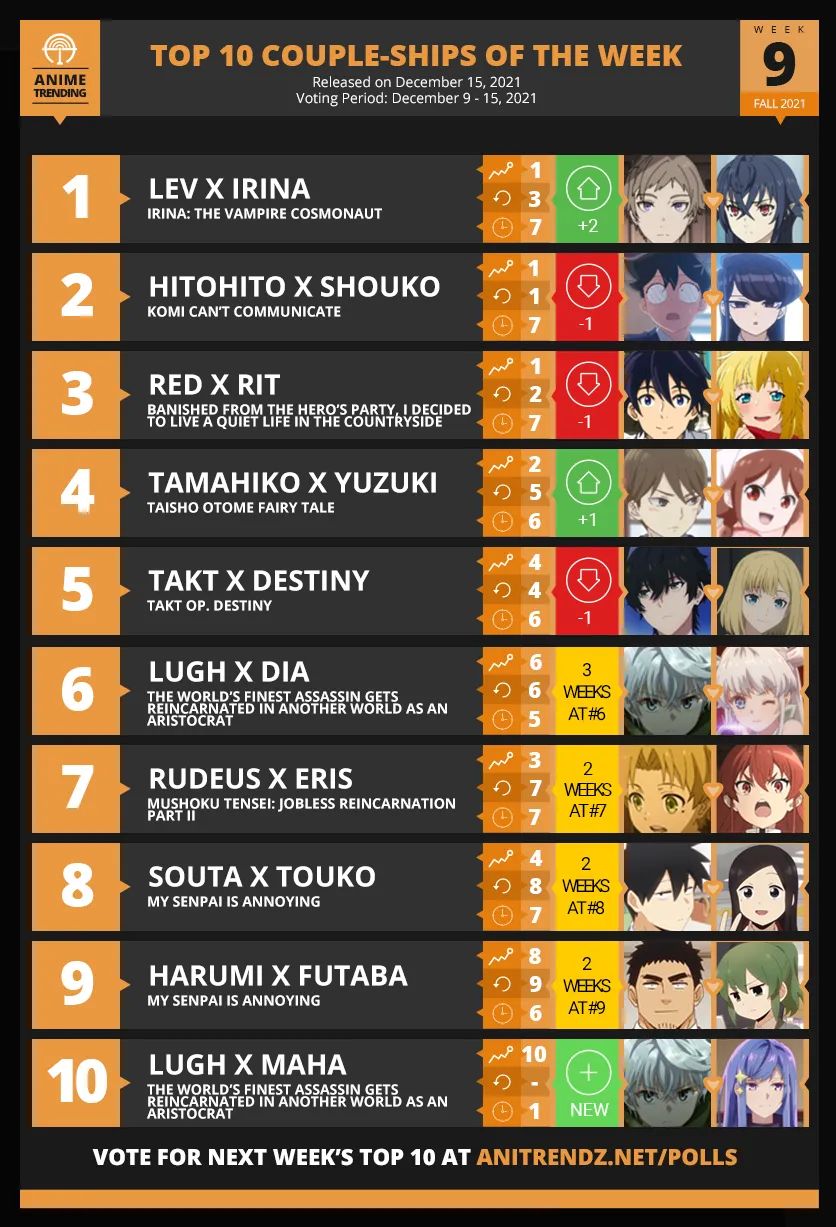 ANIME
TRENDING
TOP 10 COUPLE-SHIPS OF THE WEEK
Released on December 15, 2021
Voting Period: December 9 - 15, 2021
WEEK
9
FALL 2021
1
LEV X IRINA
IRINA: THE VAMPIRE COSMONAUT
1
3
7
+2
2
HITOHITO X SHOUKO
KOMI CAN'T COMMUNICATE
1
1
7
-1
3
RED X RIT
BANISHED FROM THE HERO'S PARTY, I DECIDED
TO LIVE A QUIET LIFE IN THE COUNTRYSIDE
1
2
7
-1
4
TAMAHIKO X YUZUKI
TAISHO OTOME FAIRY TALE
2
5
6
+1
5
TAKT X DESTINY
TAKT OP. DESTINY
4
4
6
-1
6
LUGH X DIA
THE WORLD'S FINEST ASSASSIN GETS
REINCARNATED IN ANOTHER WORLD AS AN
ARISTOCRAT
6
6
5
3
WEEKS
AT #6
7
RUDEUS X ERIS
MUSHOKU TENSEI: JOBLESS REINCARNATION
PART II
3
7
7
2
WEEKS
AT #7
8
SOUTA X TOUKO
MY SENPAI IS ANNOYING
4
8
7
2
WEEKS
AT #8
9
HARUMI X FUTABA
MY SENPAI IS ANNOYING
8
9
6
2
WEEKS
AT #9
10
LUGH X MAHA
THE WORLD'S FINEST ASSASSIN GETS
REINCARNATED IN ANOTHER WORLD AS AN
ARISTOCRAT
10
-
1
NEW
VOTE FOR NEXT WEEK'S TOP 10 AT ANITRENDZ.NET/POLLS